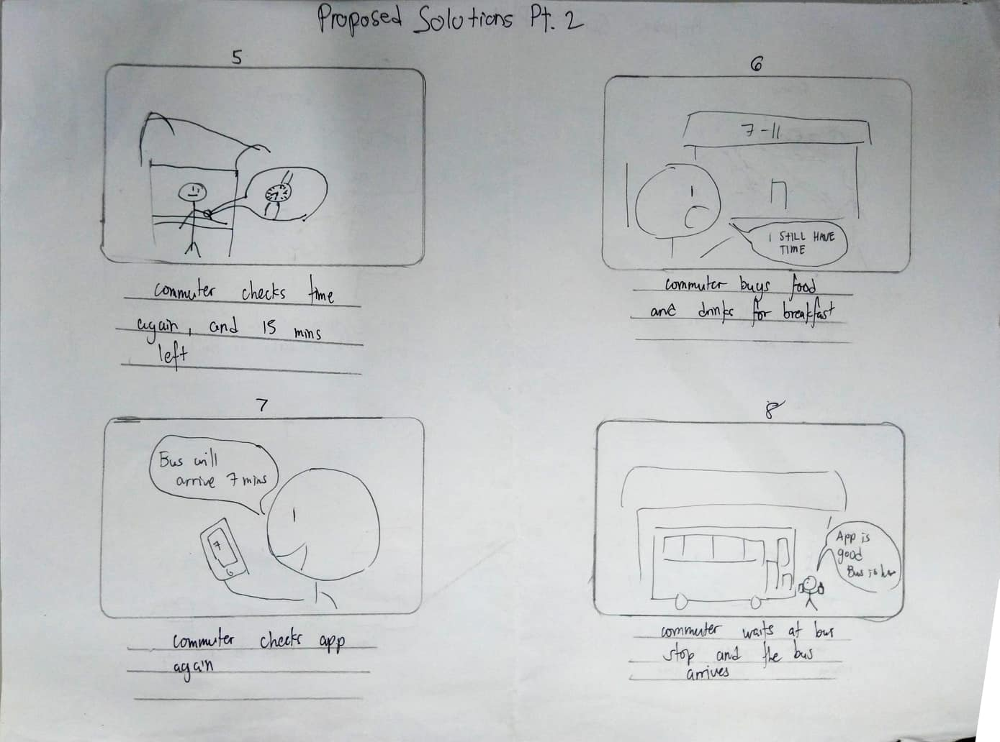 Proposed Solutions Pt. 2
5
commuter checks time
again, and 15 mins
left
6
7-11
I STILL HAVE
TIME
commuter buys food
and drinks for breakfast
7
Bus will
arrive 7 mins
7
commuter checks app
again
8
App is
good
Bus is
commuter waits at bus
stop and the bus
arrives